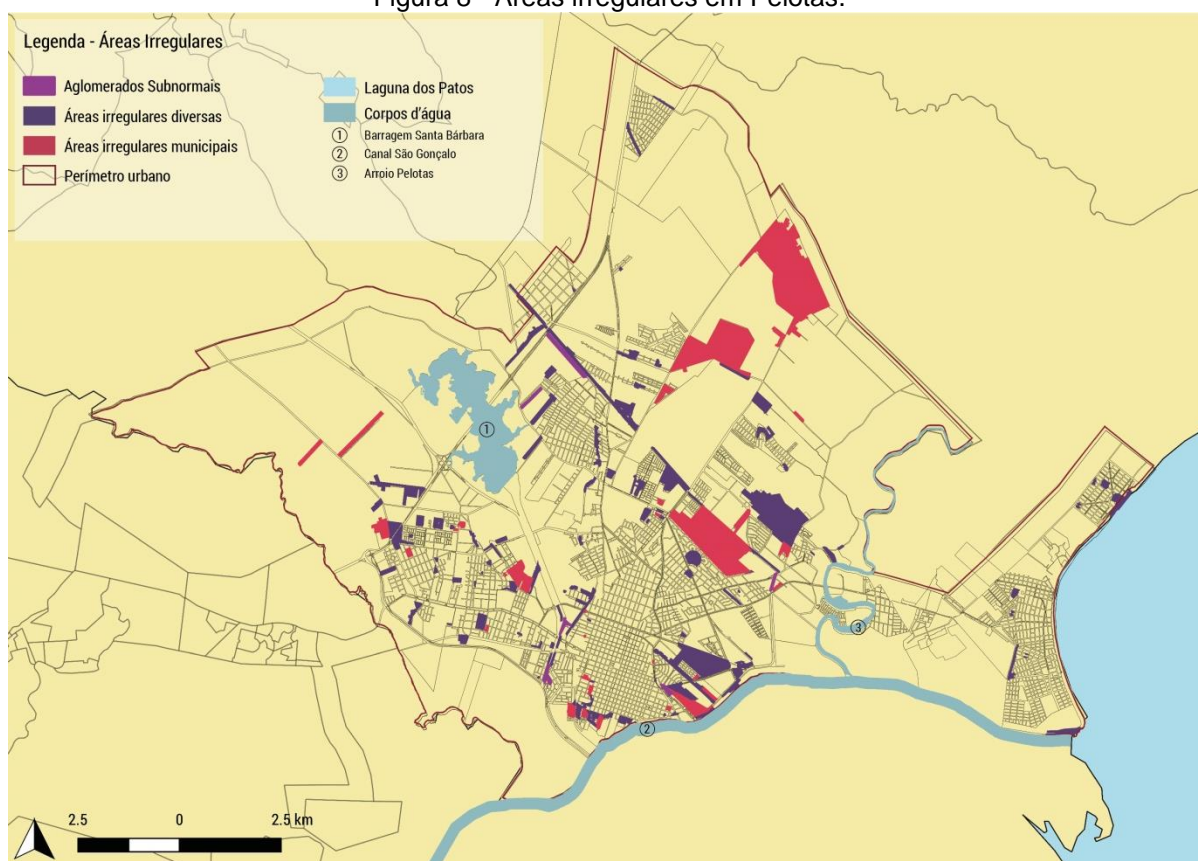 Figura 8 - Áreas irregulares em Pelotas.
Legenda - Áreas Irregulares
Aglomerados Subnormais
Áreas irregulares diversas
Áreas irregulares municipais
Perímetro urbano
Laguna dos Patos
Corpos d'água
1 Barragem Santa Bárbara
2 Canal São Gonçalo
3 Arroio Pelotas
1
3
2
2.5 0 2.5 km